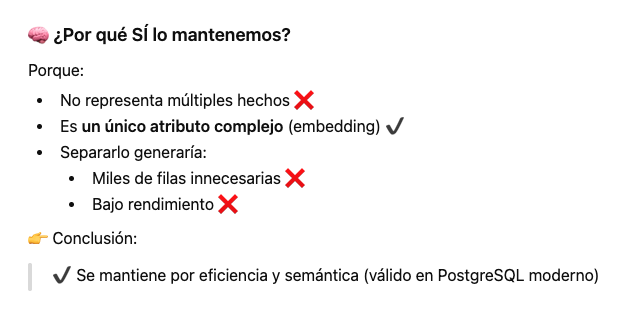 🧠 ¿Por qué SÍ lo mantenemos?
Porque:
• No representa múltiples hechos ❌
• Es un único atributo complejo (embedding) ✔
• Separarlo generaría:
• Miles de filas innecesarias ❌
• Bajo rendimiento ❌
👉 Conclusión:
✔ Se mantiene por eficiencia y semántica (válido en PostgreSQL moderno)